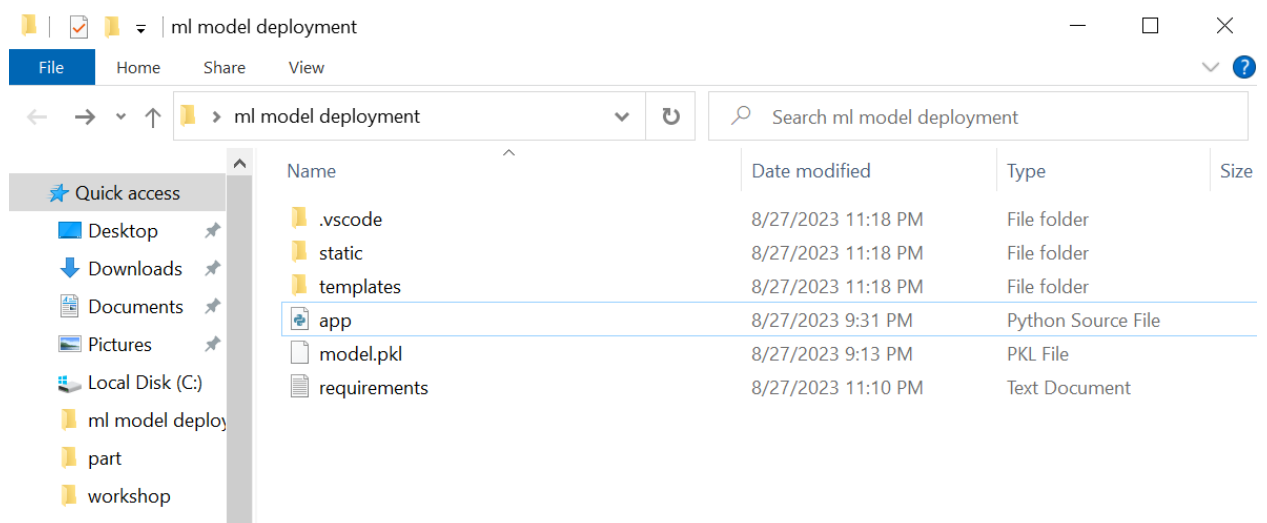 ml model deployment
File Home Share View
ml model deployment Search ml model deployment
Name Date modified Type Size
Quick access
.vscode 8/27/2023 11:18 PM File folder
Desktop
static 8/27/2023 11:18 PM File folder
Downloads
templates 8/27/2023 11:18 PM File folder
Documents
app 8/27/2023 9:31 PM Python Source File
Pictures
model.pkl 8/27/2023 9:13 PM PKL File
Local Disk (C:)
requirements 8/27/2023 11:10 PM Text Document
ml model deploy
part
workshop